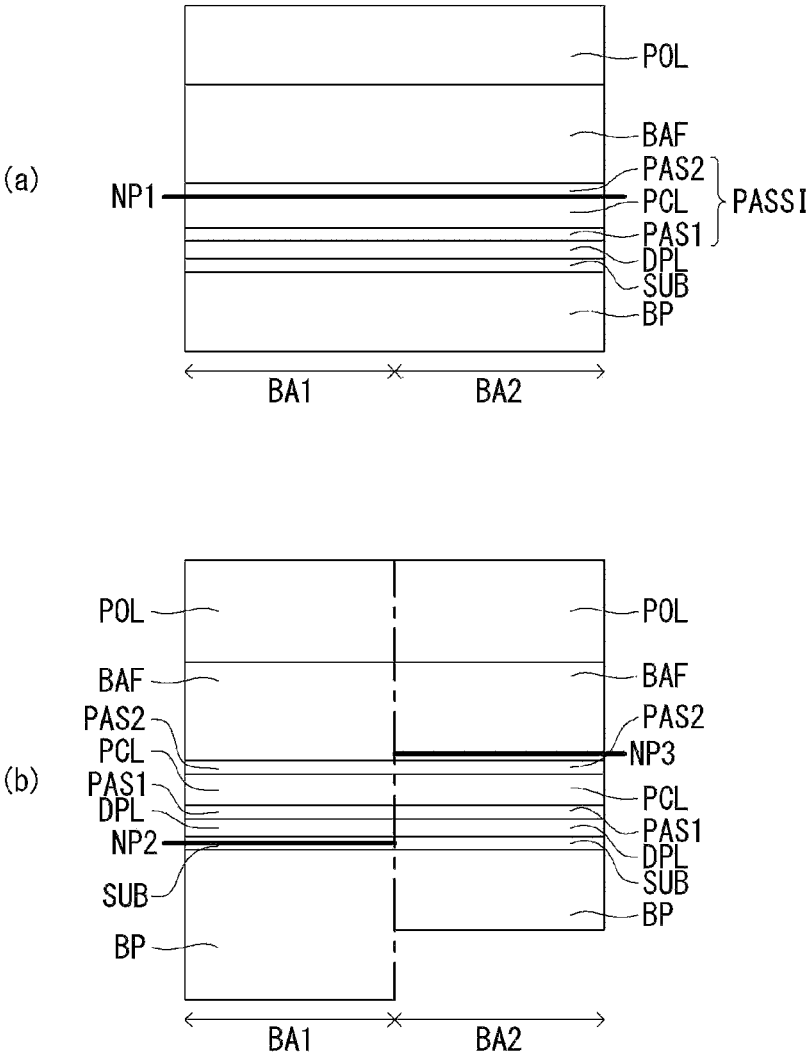 POL
BAF
(a)
PAS2
NP1
PCL
PASSI
PAS1
DPL
SUB
BP
BA1
BA2
POL
POL
BAF
BAF
PAS2
PAS2
PCL
NP3
(b)
PAS1
PCL
DPL
PAS1
NP2
DPL
SUB
SUB
BP
BP
BA1
BA2